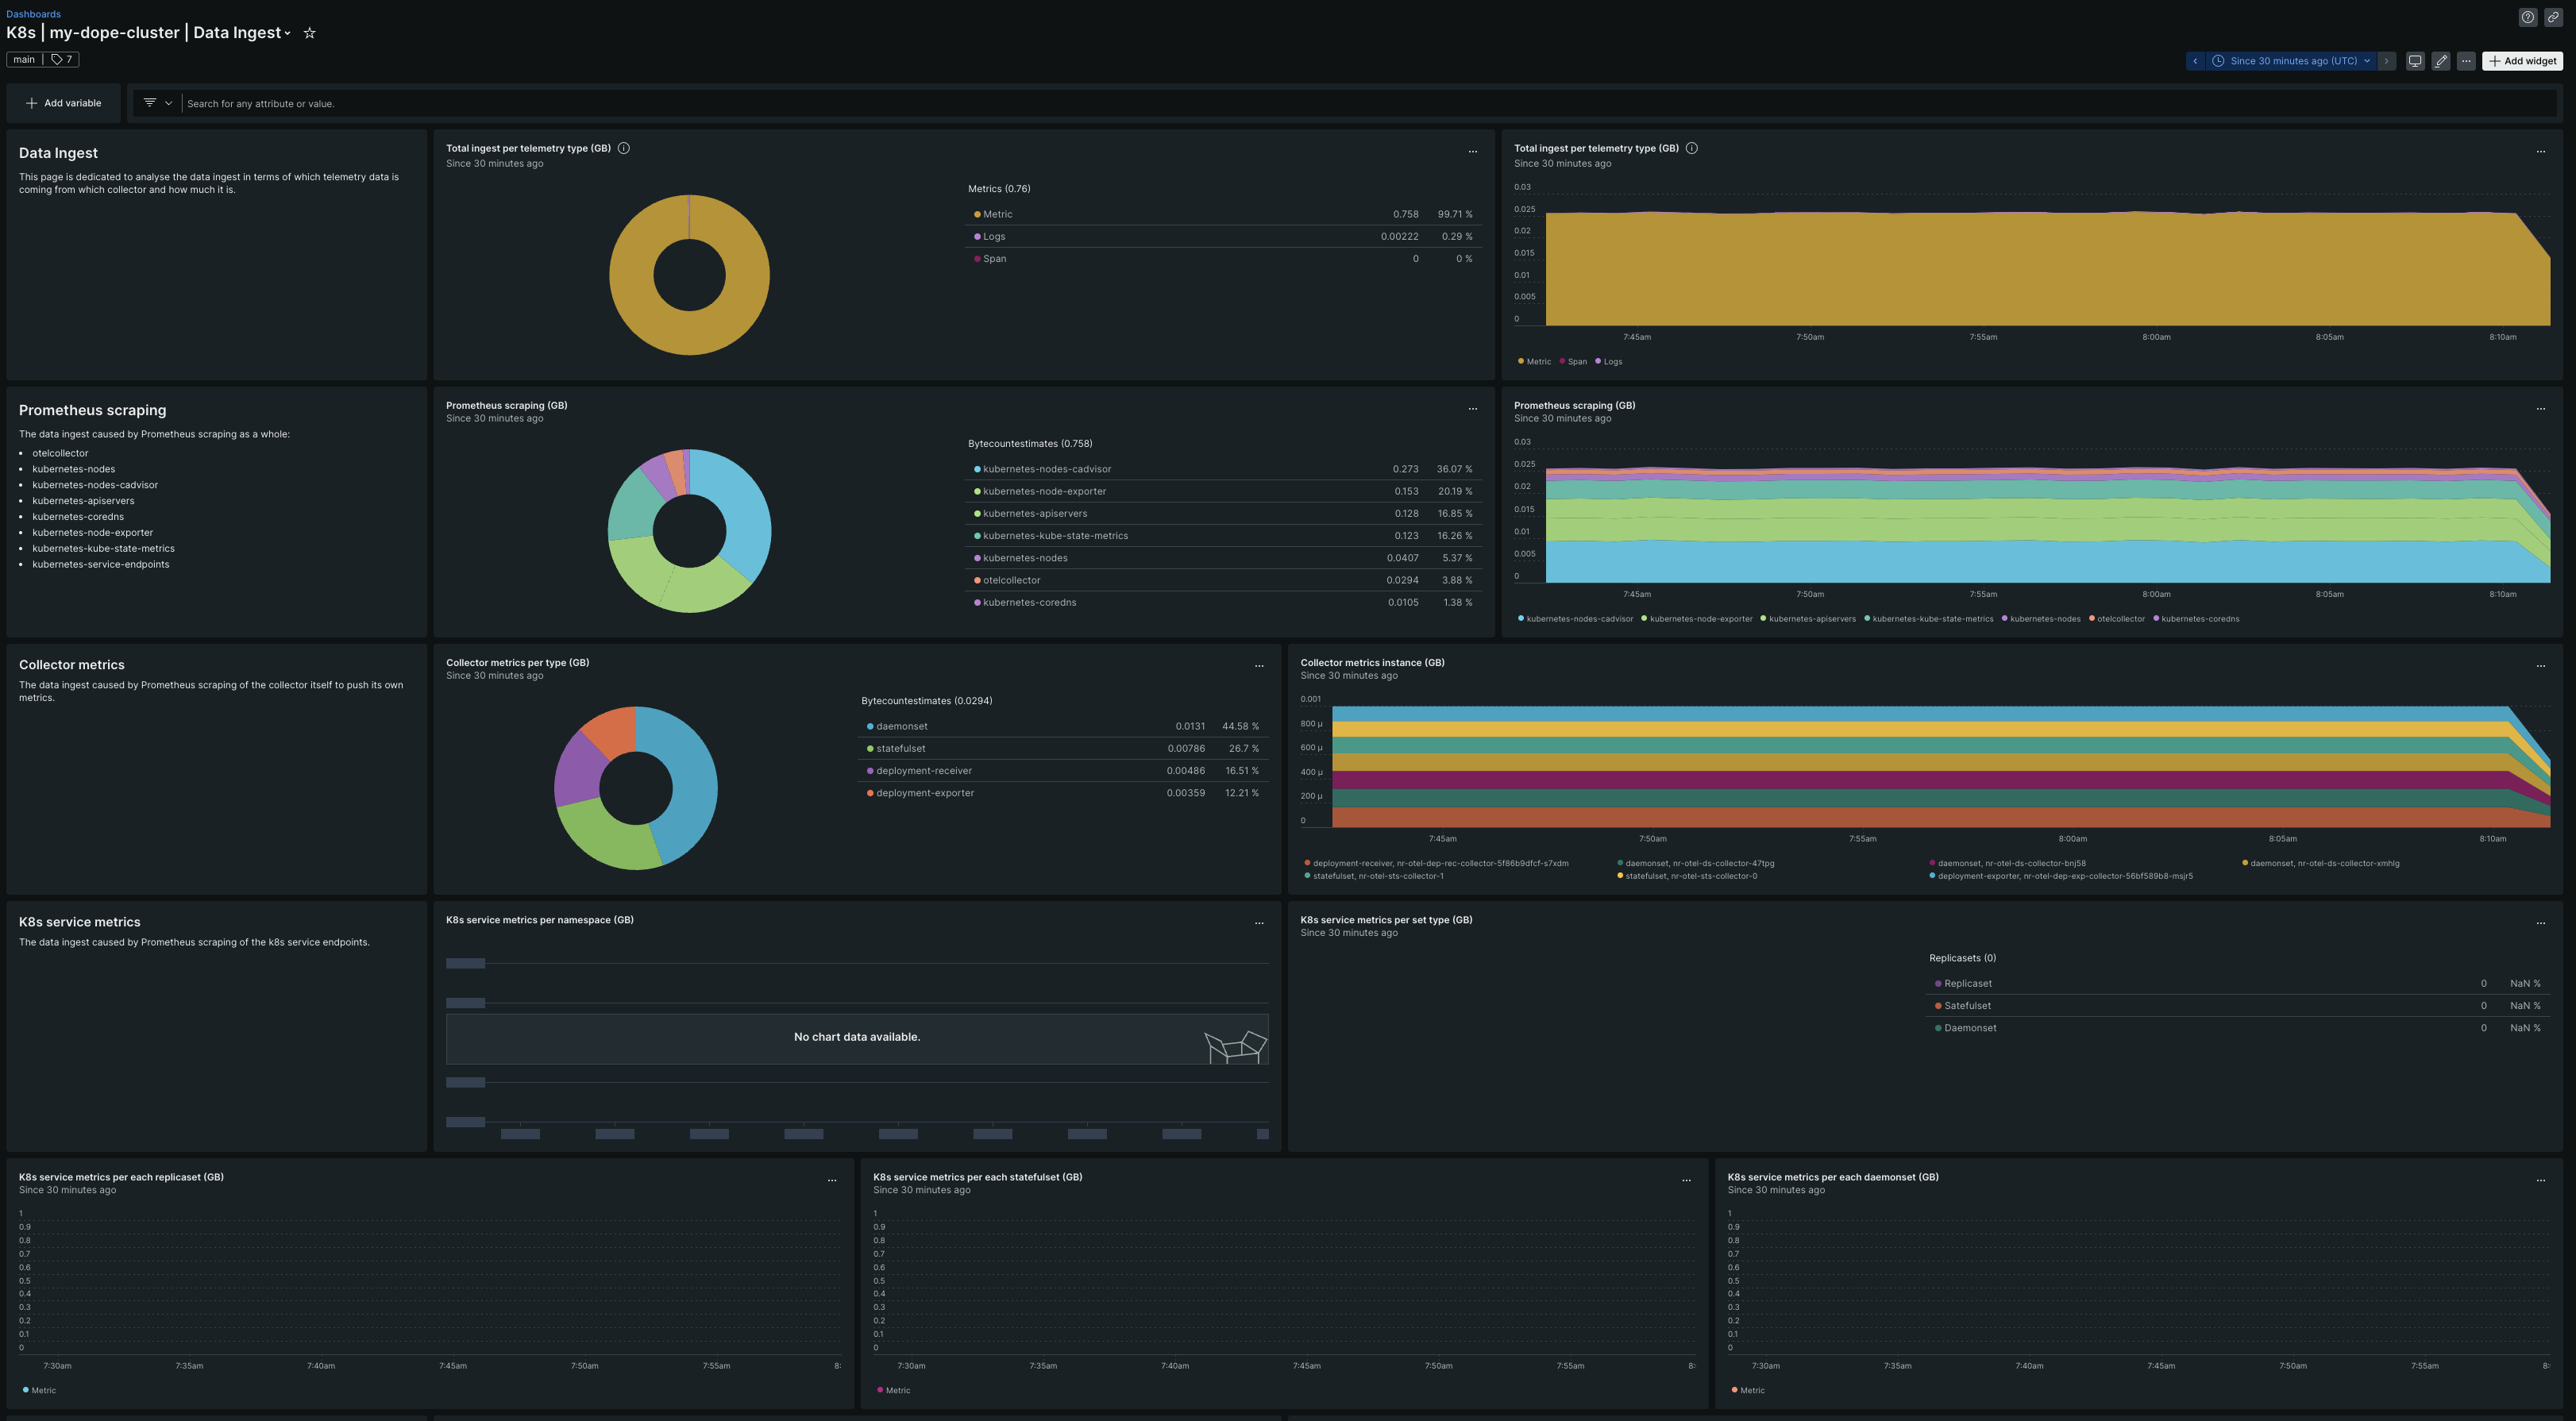 Dashboards
K8s | my-dope-cluster | Data Ingest
main | 7
Since 30 minutes ago (UTC)
Add widget
Add variable
Search for any attribute or value.
Data Ingest
This page is dedicated to analyse the data ingest in terms of which telemetry data is
coming from which collector and how much it is.
Total ingest per telemetry type (GB)
Since 30 minutes ago
Metrics (0.76)
Metric 0.758 99.71 %
Logs 0.00222 0.29 %
Span 0 0 %
Total ingest per telemetry type (GB)
Since 30 minutes ago
0.03
0.025
0.02
0.015
0.01
0.005
0
7:45am 7:50am 7:55am 8:00am 8:05am 8:10am
Metric Span Logs
Prometheus scraping
The data ingest caused by Prometheus scraping as a whole:
• otelcollector
• kubernetes-nodes
• kubernetes-nodes-cadvisor
• kubernetes-apiservers
• kubernetes-coredns
• kubernetes-node-exporter
• kubernetes-kube-state-metrics
• kubernetes-service-endpoints
Prometheus scraping (GB)
Since 30 minutes ago
Bytecountestimates (0.758)
kubernetes-nodes-cadvisor 0.273 36.07 %
kubernetes-node-exporter 0.153 20.19 %
kubernetes-apiservers 0.128 16.85 %
kubernetes-kube-state-metrics 0.123 16.26 %
kubernetes-nodes 0.0407 5.37 %
otelcollector 0.0294 3.88 %
kubernetes-coredns 0.0105 1.38 %
Prometheus scraping (GB)
Since 30 minutes ago
0.03
0.025
0.02
0.015
0.01
0.005
0
7:45am 7:50am 7:55am 8:00am 8:05am 8:10am
kubernetes-nodes-cadvisor kubernetes-node-exporter kubernetes-apiservers kubernetes-kube-state-metrics kubernetes-nodes otelcollector kubernetes-coredns
Collector metrics
The data ingest caused by Prometheus scraping of the collector itself to push its own
metrics.
Collector metrics per type (GB)
Since 30 minutes ago
Bytecountestimates (0.0294)
daemonset 0.0131 44.58 %
statefulset 0.00786 26.7 %
deployment-receiver 0.00486 16.51 %
deployment-exporter 0.00359 12.21 %
Collector metrics instance (GB)
Since 30 minutes ago
0.001
800 µ
600 µ
400 µ
200 µ
0
7:45am 7:50am 7:55am 8:00am 8:05am 8:10am
deployment-receiver, nr-otel-dep-rec-collector-5f86b9dfcf-s7xdm daemonset, nr-otel-ds-collector-47tpg daemonset, nr-otel-ds-collector-bnj58 daemonset, nr-otel-ds-collector-xmhlg
statefulset, nr-otel-sts-collector-1 statefulset, nr-otel-sts-collector-0 deployment-exporter, nr-otel-dep-exp-collector-56bf589b8-msjr5
K8s service metrics
The data ingest caused by Prometheus scraping of the k8s service endpoints.
K8s service metrics per namespace (GB)
No chart data available.
K8s service metrics per set type (GB)
Since 30 minutes ago
Replicasets (0)
Replicaset 0 NaN %
Satefulset 0 NaN %
Daemonset 0 NaN %
K8s service metrics per each replicaset (GB)
Since 30 minutes ago
1
0.9
0.8
0.7
0.6
0.5
0.4
0.3
0.2
0.1
0
7:30am 7:35am 7:40am 7:45am 7:50am 7:55am 8:
Metric
K8s service metrics per each statefulset (GB)
Since 30 minutes ago
1
0.9
0.8
0.7
0.6
0.5
0.4
0.3
0.2
0.1
0
7:30am 7:35am 7:40am 7:45am 7:50am 7:55am 8:
Metric
K8s service metrics per each daemonset (GB)
Since 30 minutes ago
1
0.9
0.8
0.7
0.6
0.5
0.4
0.3
0.2
0.1
0
7:30am 7:35am 7:40am 7:45am 7:50am 7:55am 8:
Metric